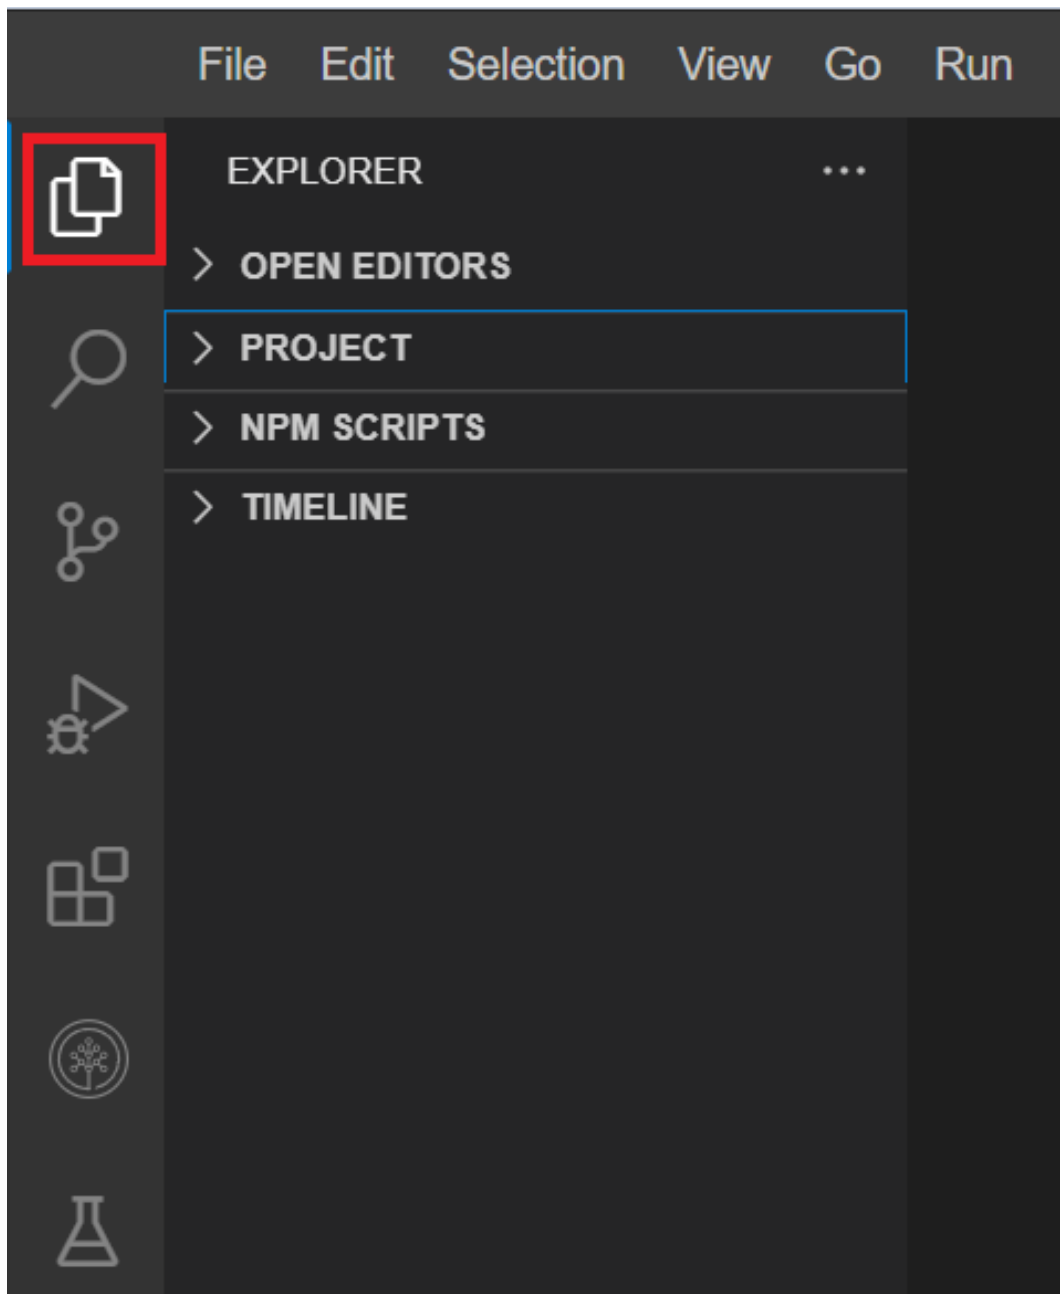 File Edit Selection View Go Run
EXPLORER
OPEN EDITORS
PROJECT
NPM SCRIPTS
TIMELINE